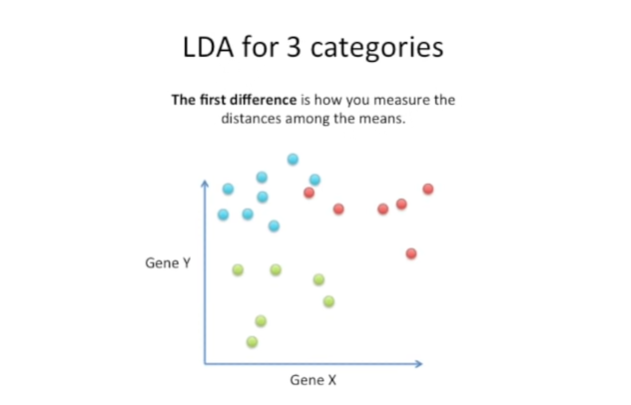 LDA for 3 categories
The first difference is how you measure the
distances among the means.
Gene Y
Gene X